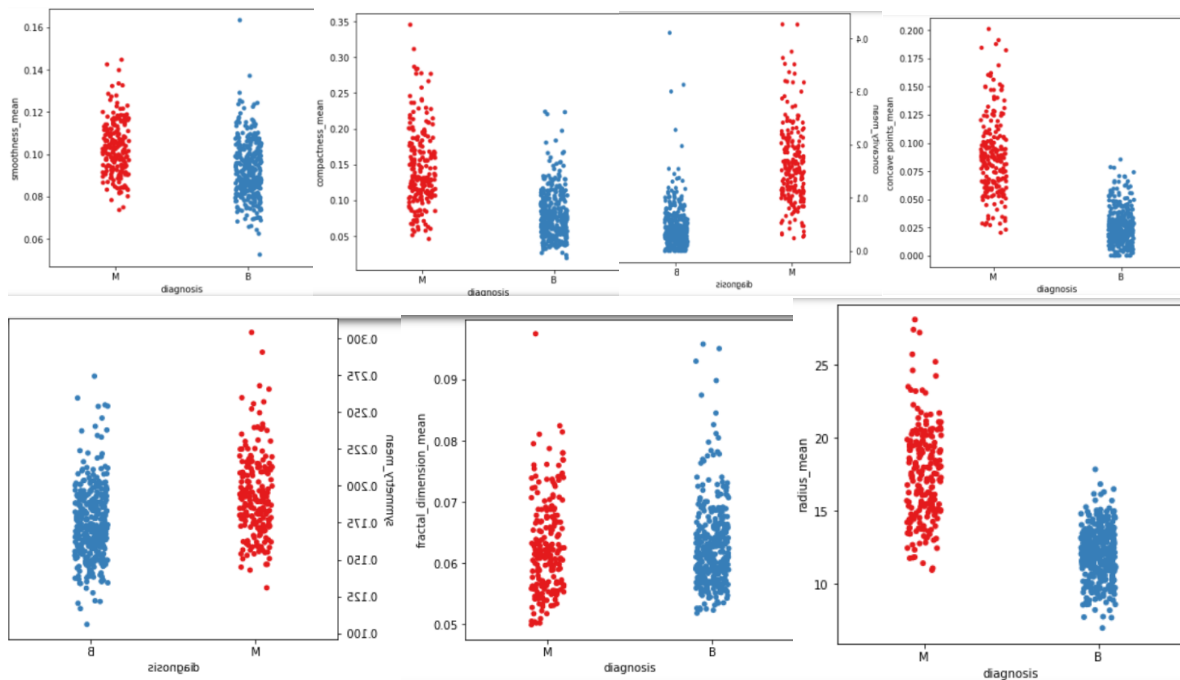 0.16
0.14
0.12
0.10
0.08
0.06
smoothness_mean
M B
diagnosis
0.35
0.30
0.25
0.20
0.15
0.10
0.05
compactness_mean
M B
diagnosis
0.4
0.3
0.2
0.1
0.0
concavity_mean
B M
diagnosis
0.200
0.175
0.150
0.125
0.100
0.075
0.050
0.025
0.000
concave points_mean
M B
diagnosis
0.300
0.275
0.250
0.225
0.200
0.175
0.150
0.125
0.100
symmetry_mean
B M
diagnosis
0.09
0.08
0.07
0.06
0.05
fractal_dimension_mean
M B
diagnosis
25
20
15
10
radius_mean
M B
diagnosis